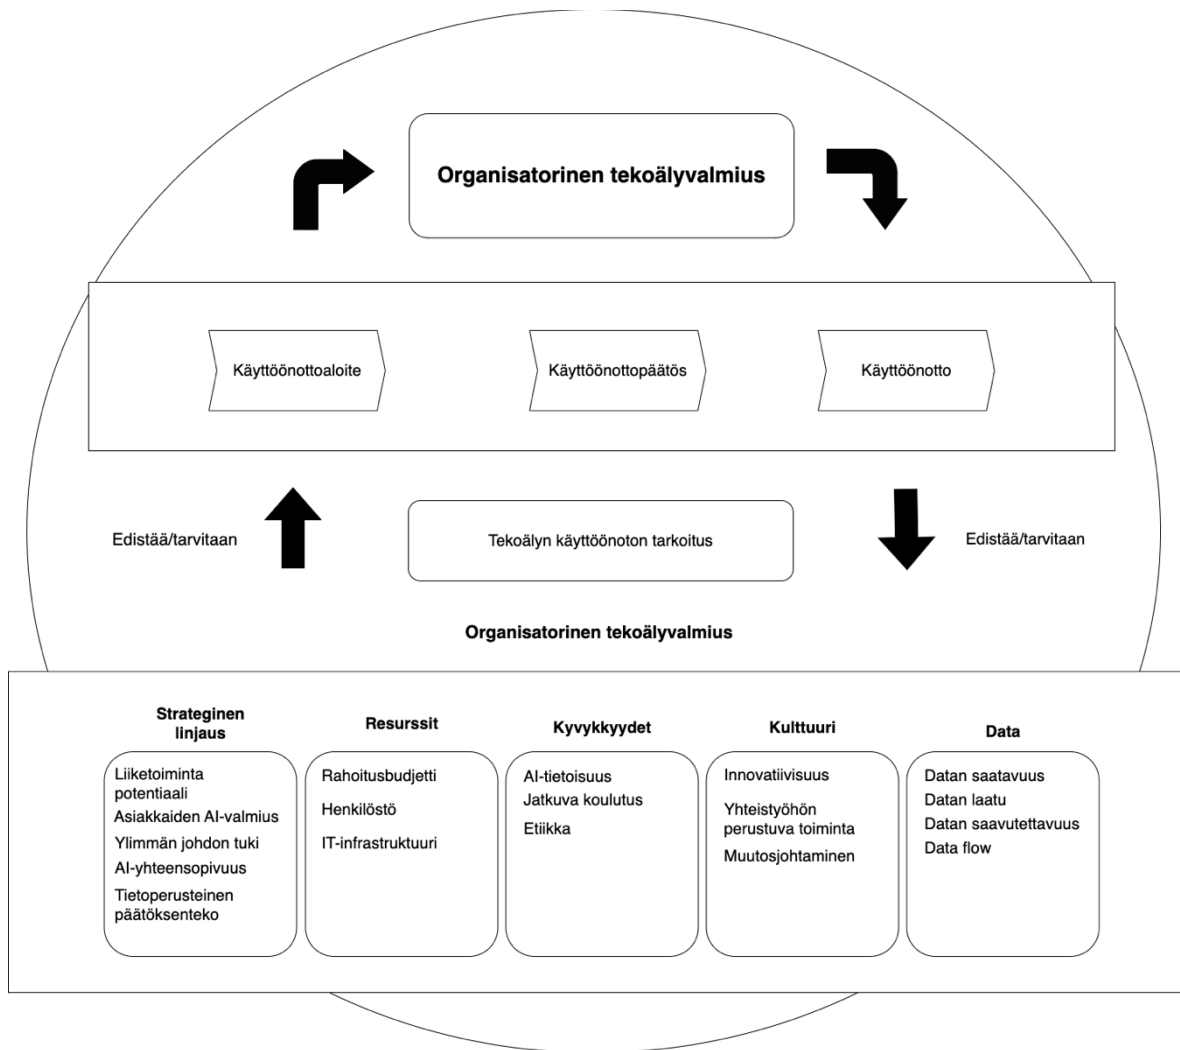 Organisatorinen tekoälyvalmius
Käyttöönottoaloite
Käyttöönottopäätös
Käyttöönotto
Edistää/tarvitaan
Tekoälyn käyttöönoton tarkoitus
Edistää/tarvitaan
Organisatorinen tekoälyvalmius
Strateginen
linjaus
Liiketoiminta
potentiaali
Asiakkaiden AI-valmius
Ylimmän johdon tuki
AI-yhteensopivuus
Tietoperusteinen
päätöksenteko
Resurssit
Rahoitusbudjetti
Henkilöstö
IT-infrastruktuuri
Kyvykkyydet
AI-tietoisuus
Jatkuva koulutus
Etiikka
Kulttuuri
Innovatiivisuus
Yhteistyöhön
perustuva toiminta
Muutosjohtaminen
Data
Datan saatavuus
Datan laatu
Datan saavutettavuus
Data flow